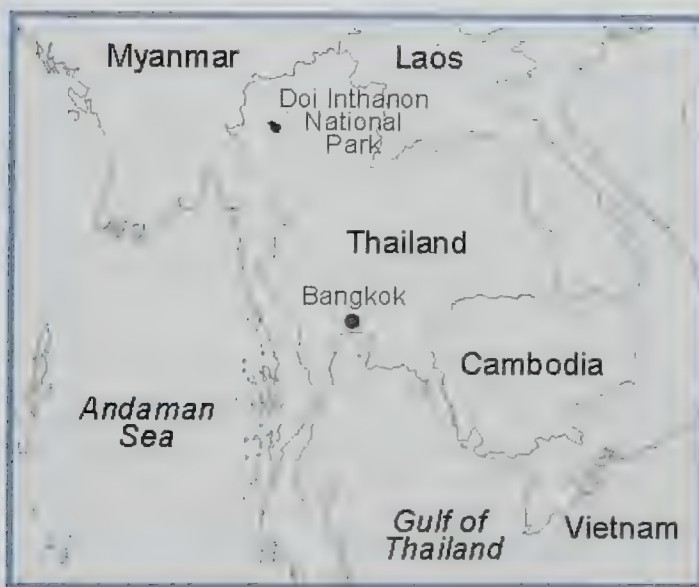 Myanmar
Laos
Doi Inthanon
National
Park
Thailand
Bangkok
Cambodia
Andaman
Sea
Gulf of
Thailand
Vietnam